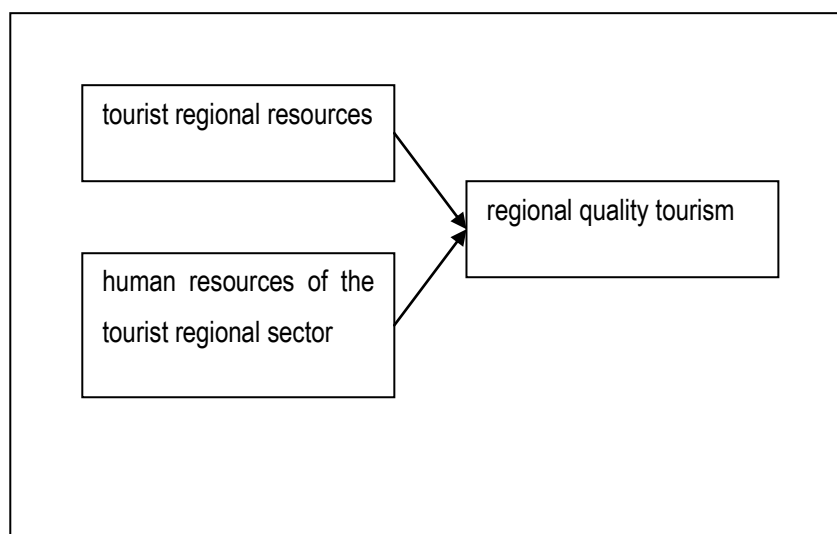 tourist regional resources
regional quality tourism
human resources of the
tourist regional sector